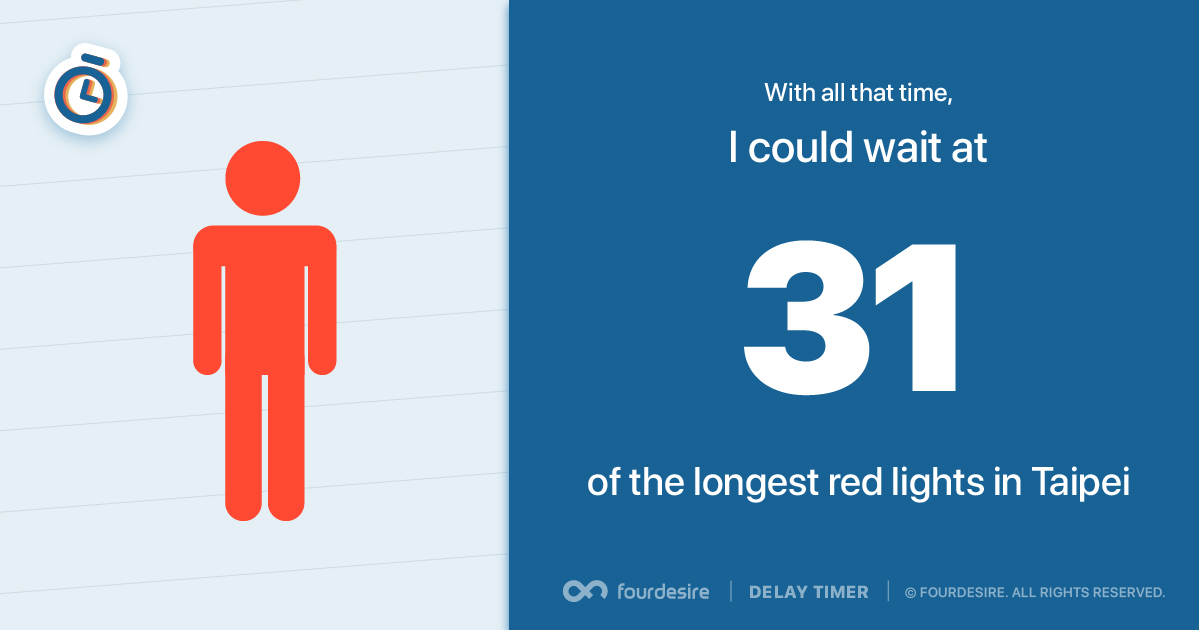 With all that time,
I could wait at
31
of the longest red lights in Taipei
fourdesire | DELAY TIMER | © FOURDESIRE. ALL RIGHTS RESERVED.